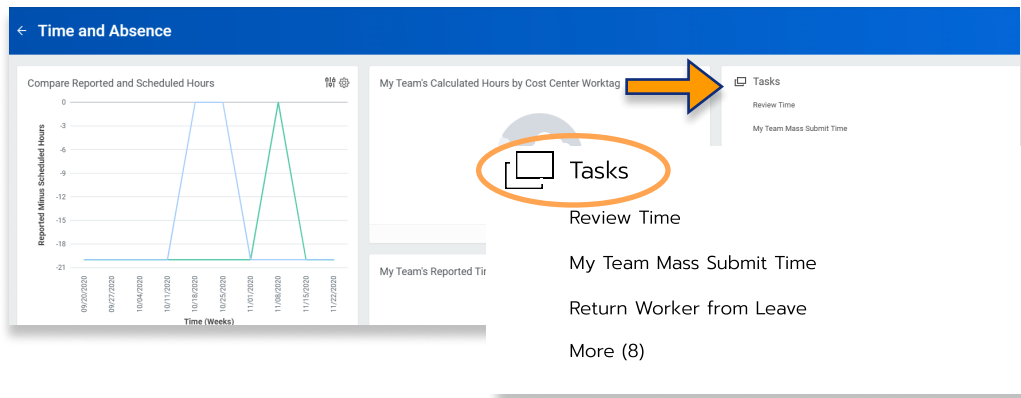 Time and Absence
Compare Reported and Scheduled Hours
0
-3
-6
-9
-12
-15
-18
-21
Reported Minus Scheduled Hours
09/20/2020
09/27/2020
10/04/2020
10/11/2020
10/18/2020
10/25/2020
11/01/2020
11/08/2020
11/15/2020
11/22/2020
Time (Weeks)
My Team's Calculated Hours by Cost Center Worktag
My Team's Reported
Tasks
Review Time
My Team Mass Submit Time
Tasks
Review Time
My Team Mass Submit Time
Return Worker from Leave
More (8)